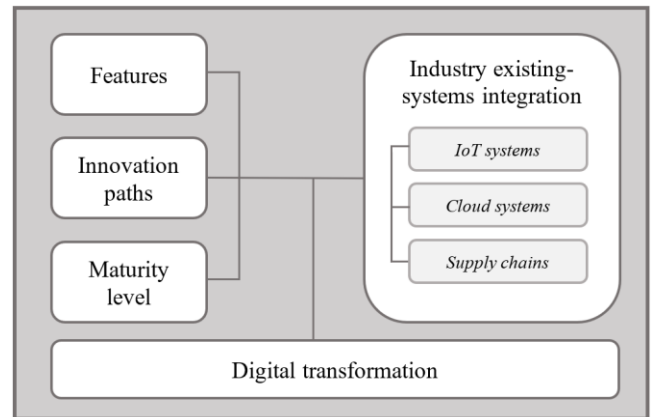 Features
Innovation
paths
Maturity
level
Industry existing-
systems integration
IoT systems
Cloud systems
Supply chains
Digital transformation